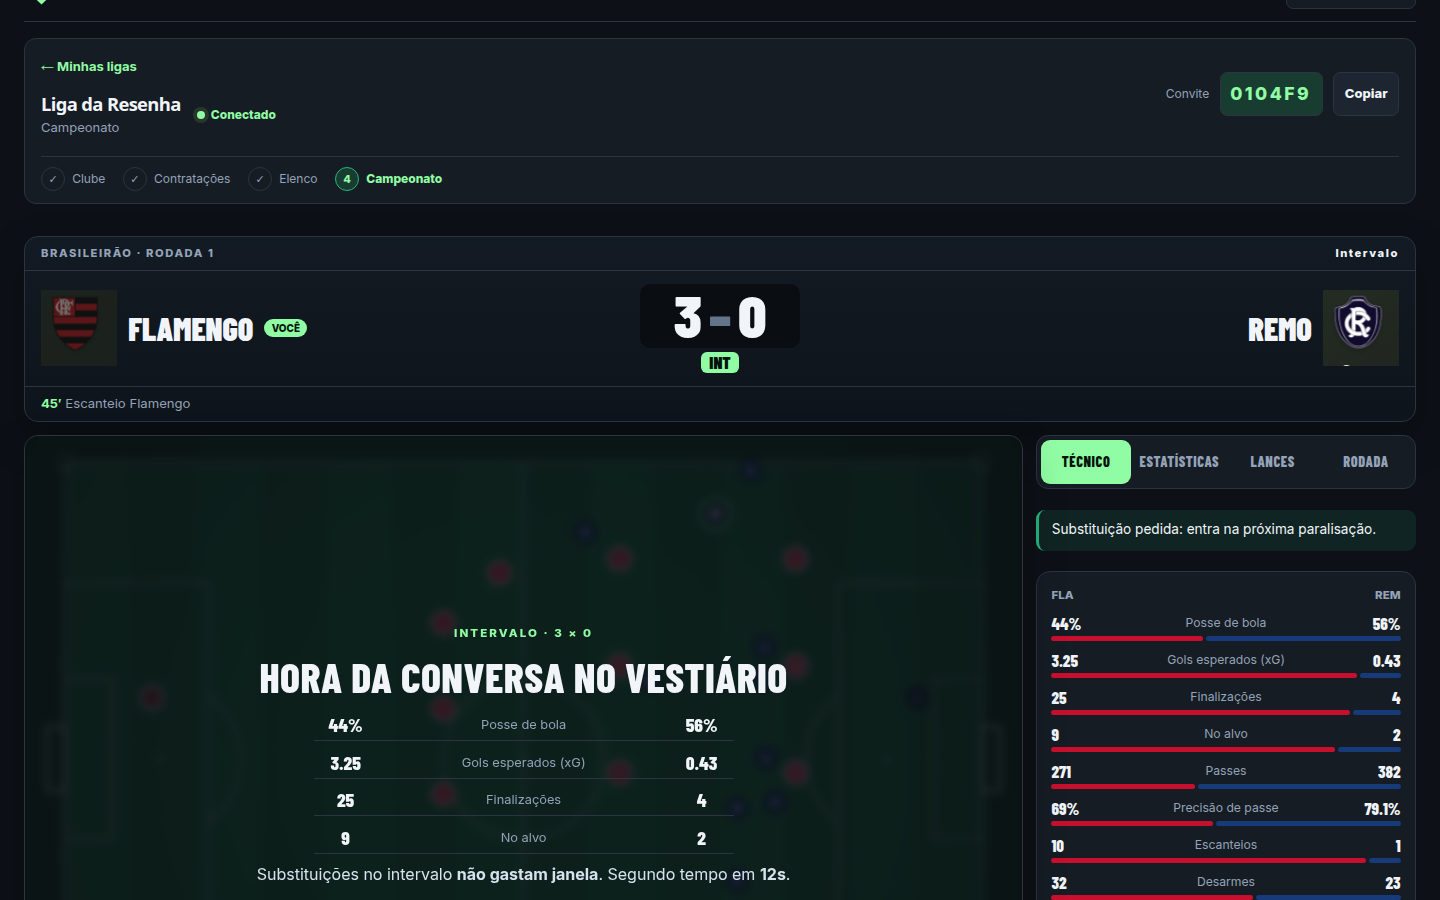 ← Minhas ligas
Liga da Resenha
Conectado
Campeonato
Convite
0104F9
Copiar
✓ Clube
✓ Contratações
✓ Elenco
4 Campeonato
BRASILEIRÃO · RODADA 1
Intervalo
FLAMENGO
VOCÊ
3 – 0
INT
REMO
45’ Escanteio Flamengo
INTERVALO · 3 × 0
HORA DA CONVERSA NO VESTIÁRIO
44% Posse de bola 56%
3.25 Gols esperados (xG) 0.43
25 Finalizações 4
9 No alvo 2
Substituições no intervalo não gastam janela. Segundo tempo em 12s.
TÉCNICO
ESTATÍSTICAS
LANCES
RODADA
Substituição pedida: entra na próxima paralisação.
FLA REM
44% Posse de bola 56%
3.25 Gols esperados (xG) 0.43
25 Finalizações 4
9 No alvo 2
271 Passes 382
69% Precisão de passe 79.1%
10 Escanteios 1
32 Desarmes 23